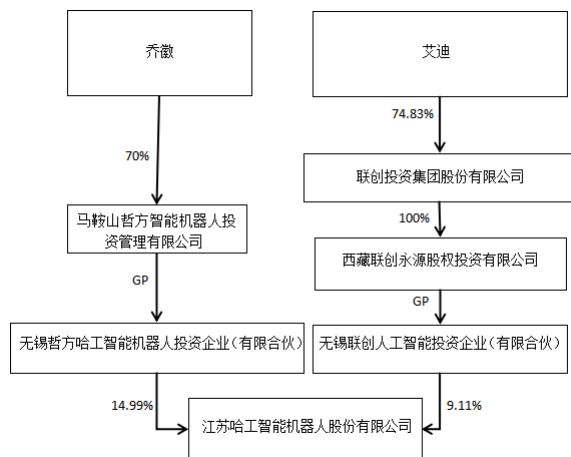 乔徽
艾迪
70%
74.83%
联创投资集团股份有限公司
100%
马鞍山哲方智能机器人投
资管理有限公司
西藏联创永源股权投资有限公司
GP
GP
无锡哲方哈工智能机器人投资企业（有限合伙）
无锡联创人工智能投资企业（有限合伙）
14.99%
9.11%
江苏哈工智能机器人股份有限公司